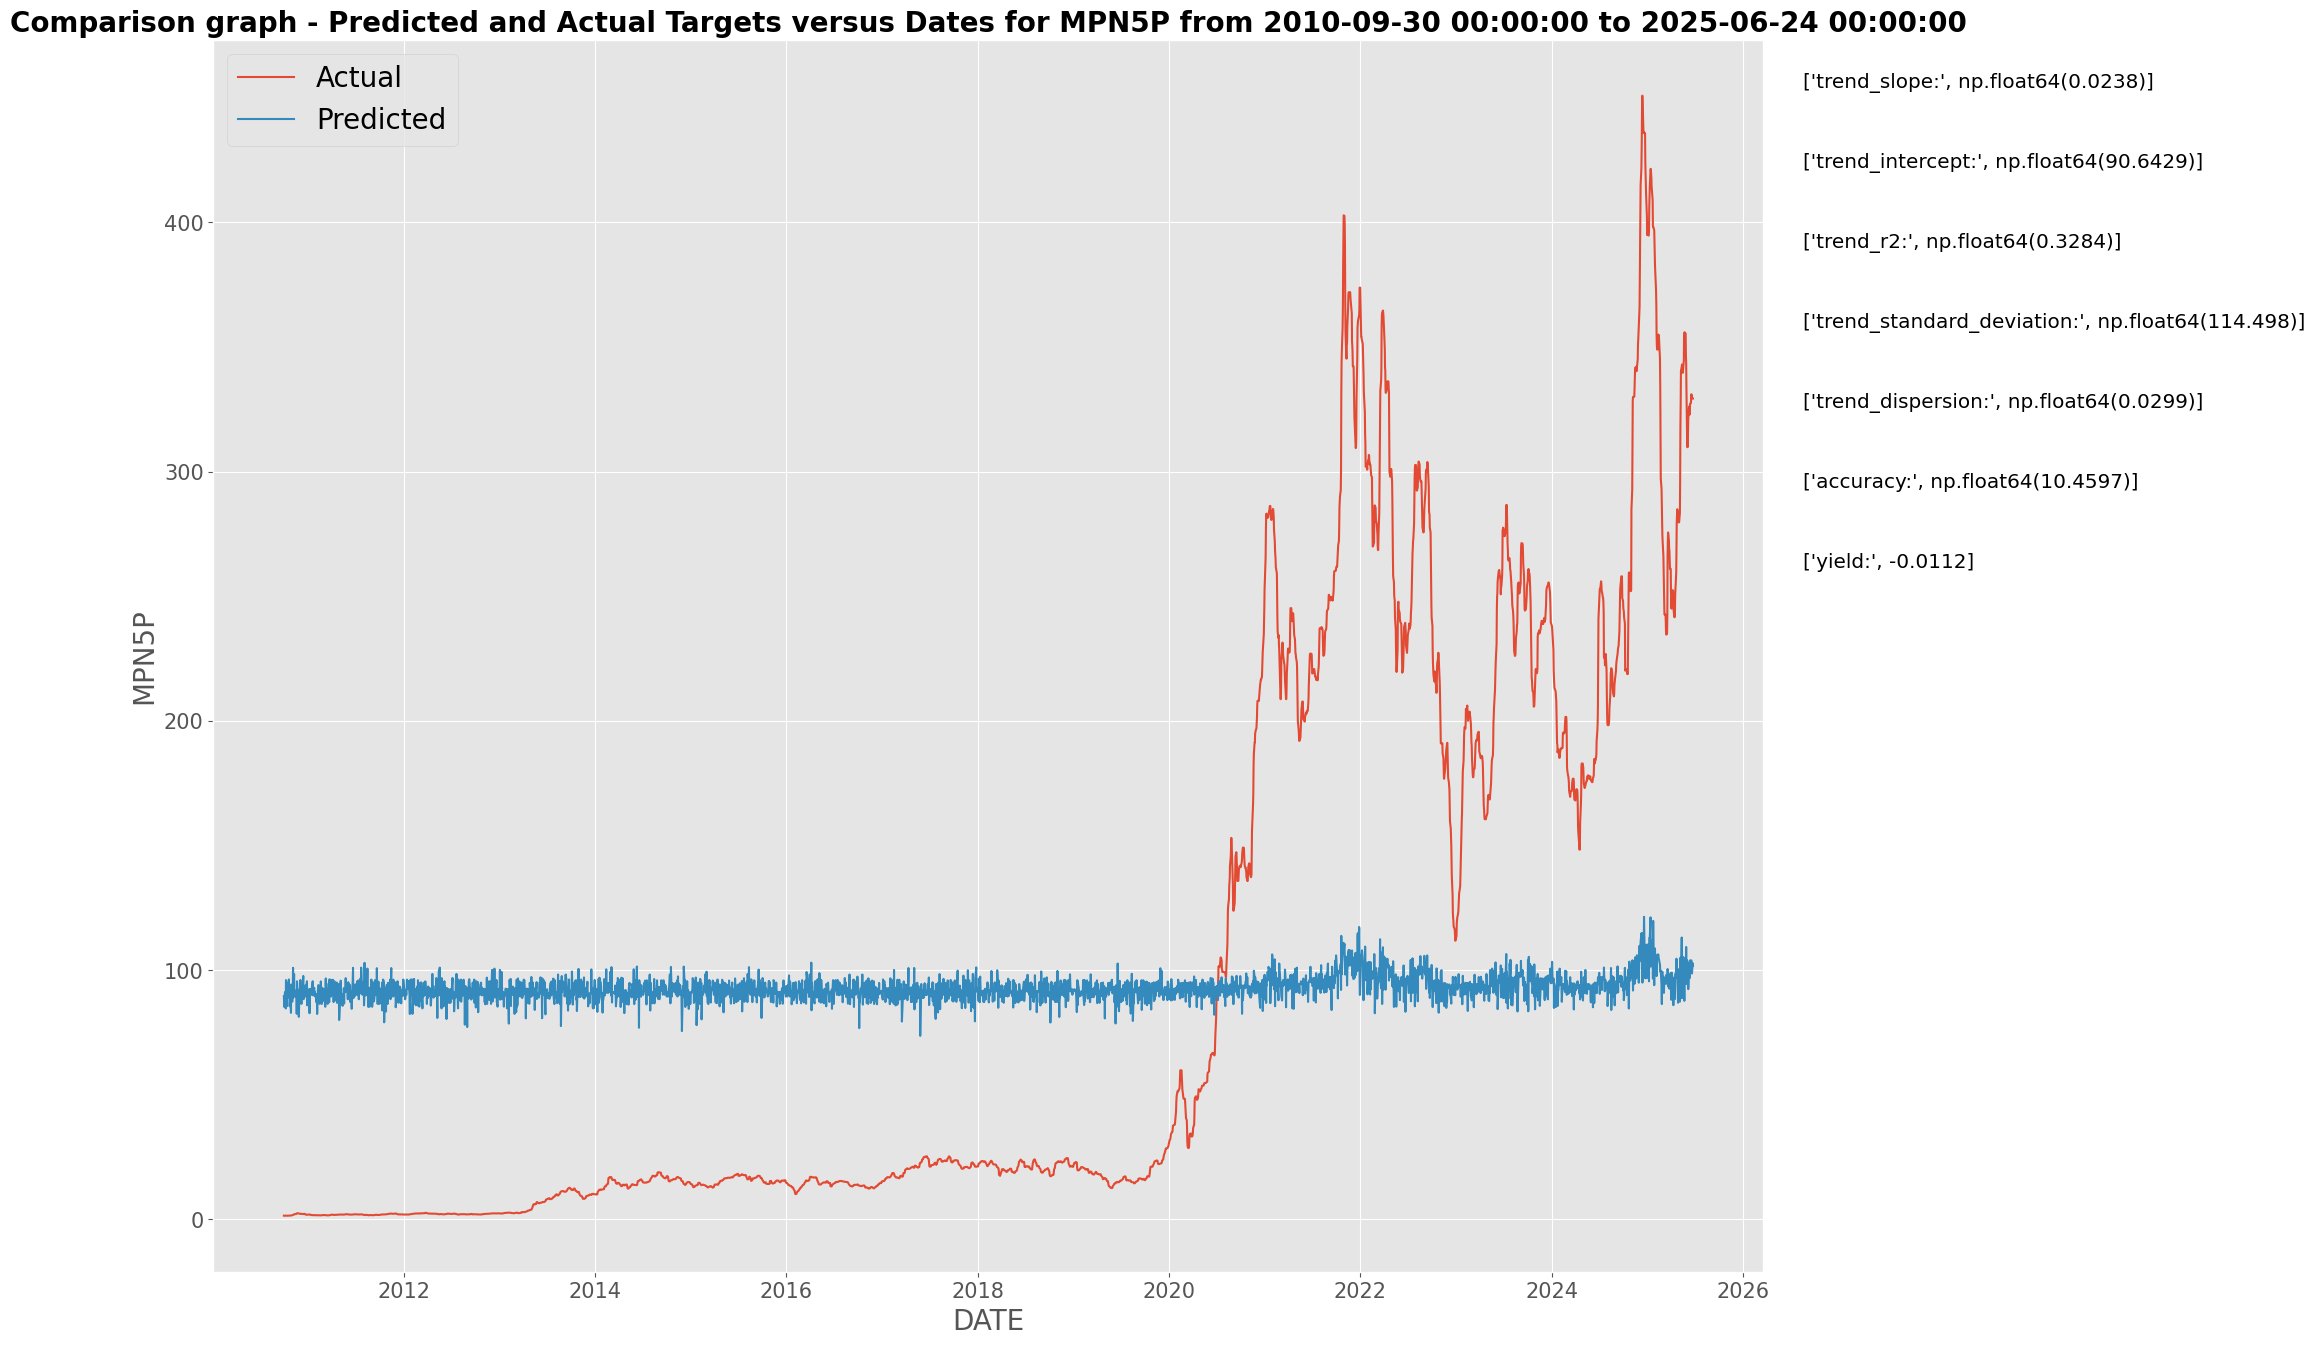 Comparison graph - Predicted and Actual Targets versus Dates for MPN5P from 2010-09-30 00:00:00 to 2025-06-24 00:00:00
Actual
Predicted
['trend_slope:', np.float64(0.0238)]
['trend_intercept:', np.float64(90.6429)]
['trend_r2:', np.float64(0.3284)]
['trend_standard_deviation:', np.float64(114.498)]
['trend_dispersion:', np.float64(0.0299)]
['accuracy:', np.float64(10.4597)]
['yield:', -0.0112]
MPN5P
400
300
200
100
0
2012 2014 2016 2018 2020 2022 2024 2026
DATE